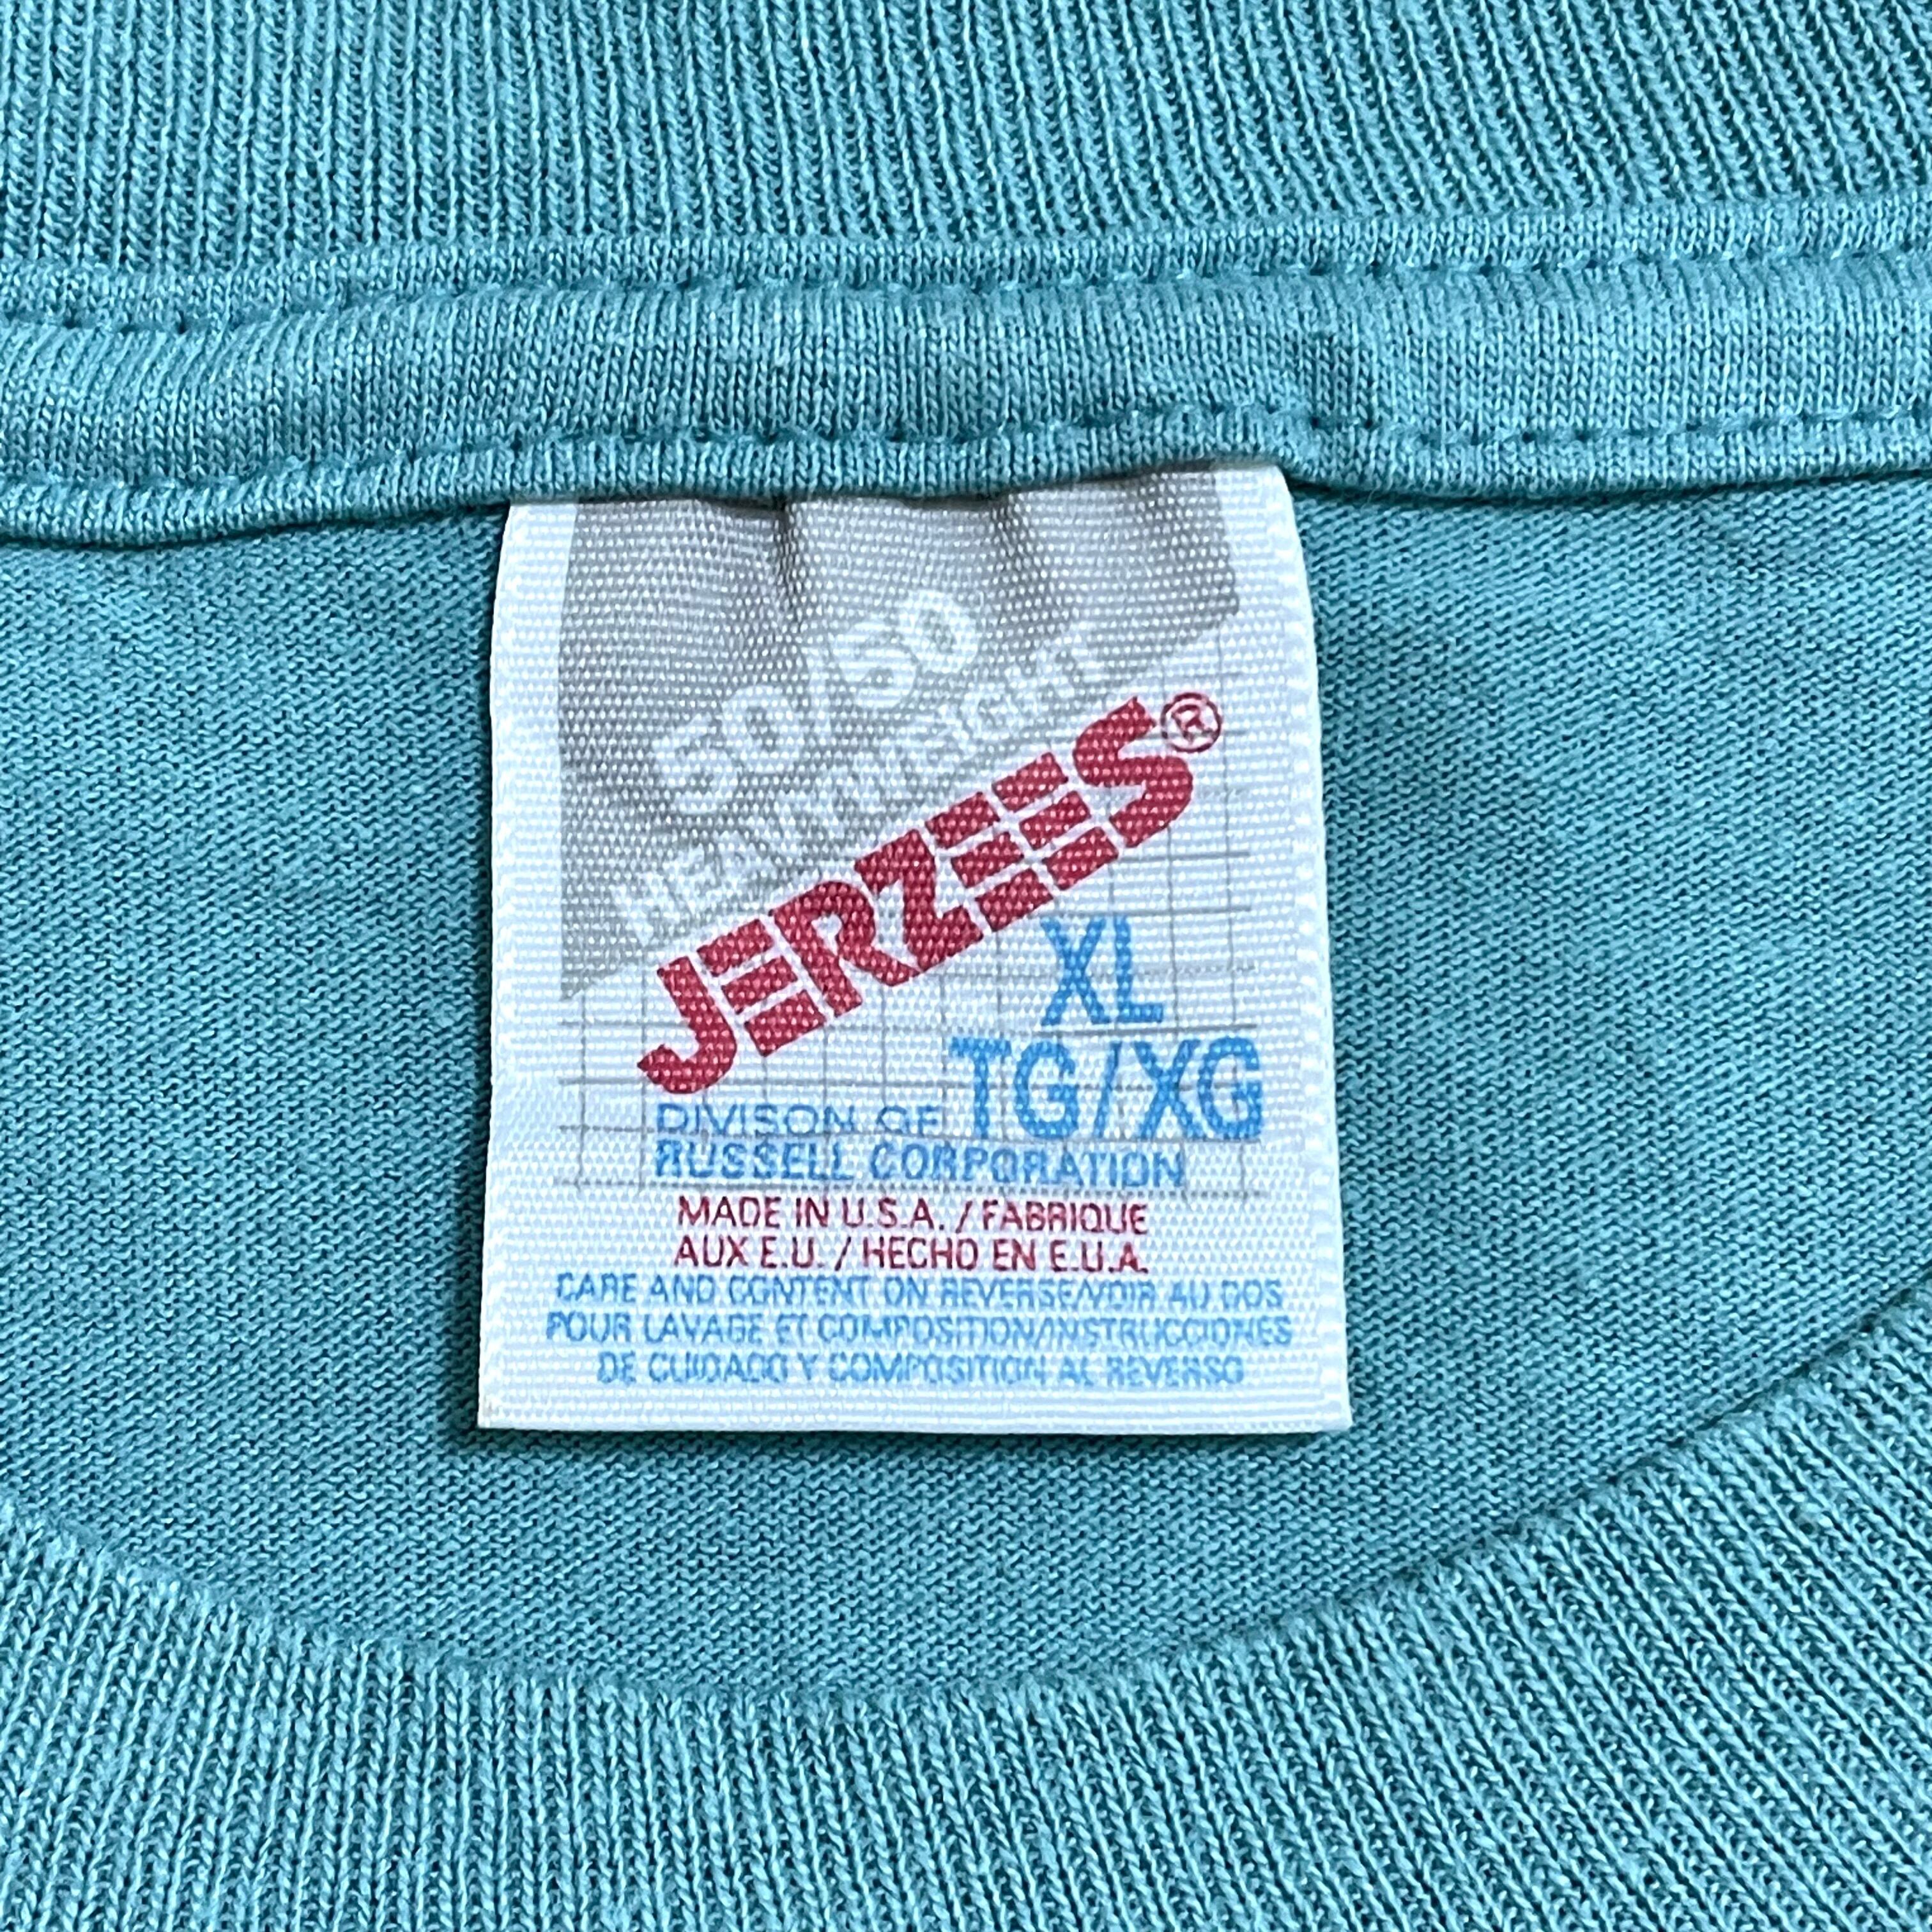 50/50
HEAVYWEIGHT
JERZEES®
XL
TG/XG
DIVISON OF
RUSSELL CORPORATION
MADE IN U.S.A. / FABRIQUE
AUX E.U. / HECHO EN E.U.A.
CARE AND CONTENT ON REVERSE/VOIR AU DOS
POUR LAVAGE ET COMPOSITION/INSTRUCCIONES
DE CUIDADO Y COMPOSITION AL REVERSO